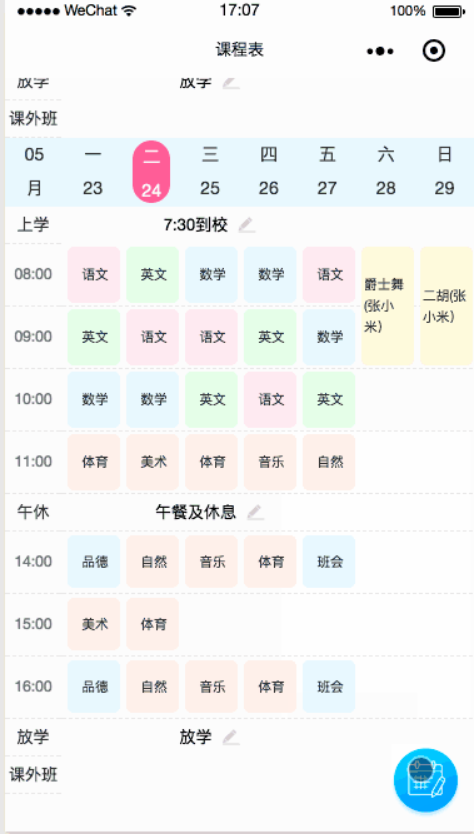 WeChat 17:07 100%
课程表
放学 放学
课外班
05 一 二 三 四 五 六 日
月 23 24 25 26 27 28 29
上学 7:30到校
08:00 语文 英文 数学 数学 语文
爵士舞
(张小
米)
二胡(张
小米)
09:00 英文 语文 语文 英文 数学
10:00 数学 数学 英文 语文 英文
11:00 体育 美术 体育 音乐 自然
午休 午餐及休息
14:00 品德 自然 音乐 体育 班会
15:00 美术 体育
16:00 品德 自然 音乐 体育 班会
放学 放学
课外班